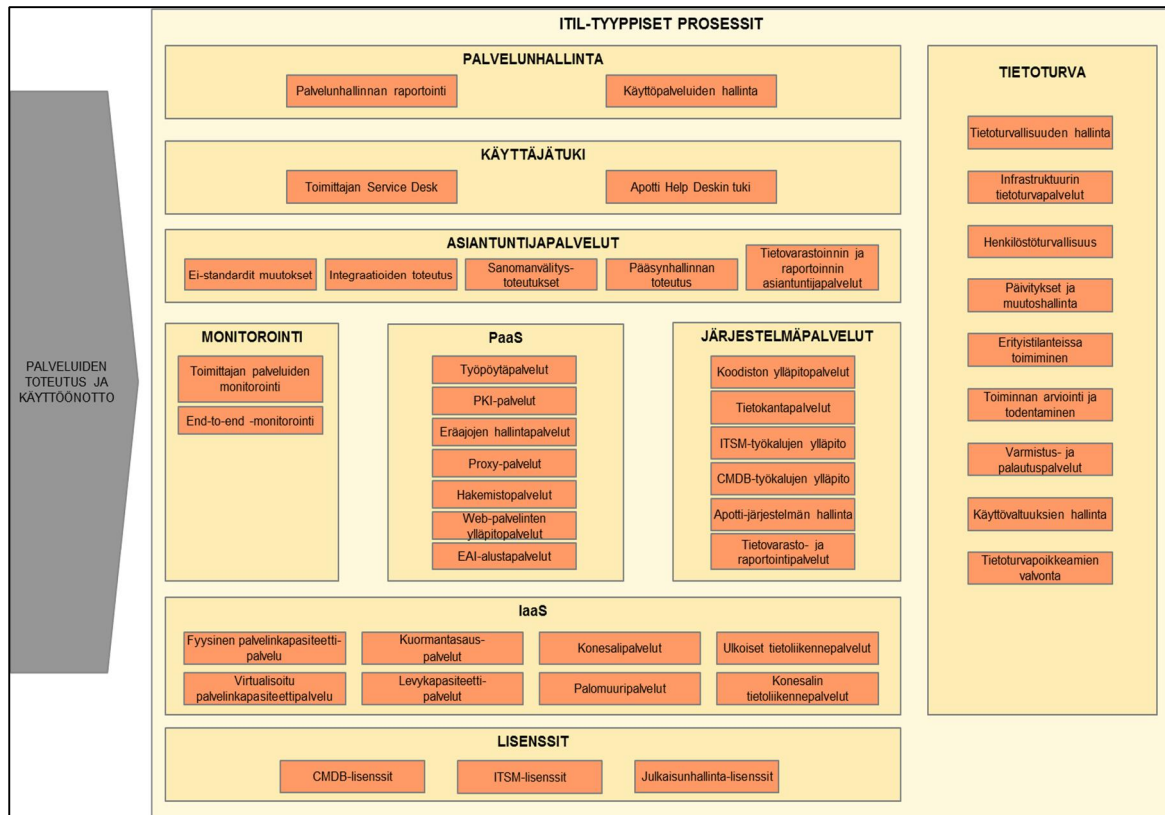 ITIL-TYYPPISET PROSESSIT
PALVELUIDEN
TOTEUTUS JA
KÄYTTÖÖNOTTO
PALVELUNHALLINTA
Palvelunhallinnan raportointi
Käyttöpalveluiden hallinta
KÄYTTÄJÄTUKI
Toimittajan Service Desk
Apotti Help Deskin tuki
ASIANTUNTIJAPALVELUT
Ei-standardit muutokset
Integraatioiden toteutus
Sanomanvälitys-
toteutukset
Pääsynhallinnan
toteutus
Tietovarastoinnin ja
raportoinnin
asiantuntijapalvelut
MONITOROINTI
Toimittajan palveluiden
monitorointi
End-to-end -monitorointi
PaaS
Työpöytäpalvelut
PKI-palvelut
Eräajojen hallintapalvelut
Proxy-palvelut
Hakemistopalvelut
Web-palvelinten
ylläpitopalvelut
EAI-alustapalvelut
JÄRJESTELMÄPALVELUT
Koodiston ylläpitopalvelut
Tietokantapalvelut
ITSM-työkalujen ylläpito
CMDB-työkalujen ylläpito
Apotti-järjestelmän hallinta
Tietovarasto- ja
raportointipalvelut
IaaS
Fyysinen palvelinkapasiteetti-
palvelu
Kuormantasaus-
palvelut
Konesalipalvelut
Ulkoiset tietoliikennepalvelut
Virtualisoitu
palvelinkapasiteettipalvelu
Levykapasiteetti-
palvelut
Palomuuripalvelut
Konesalin
tietoliikennepalvelut
LISENSSIT
CMDB-lisenssit
ITSM-lisenssit
Julkaisunhallinta-lisenssit
TIETOTURVA
Tietoturvallisuuden hallinta
Infrastruktuurin
tietoturvapalvelut
Henkilöstöturvallisuus
Päivitykset ja
muutoshallinta
Erityistilanteissa
toimiminen
Toiminnan arviointi ja
todentaminen
Varmistus- ja
palautuspalvelut
Käyttövaltuuksien hallinta
Tietoturvapoikkeamien
valvonta